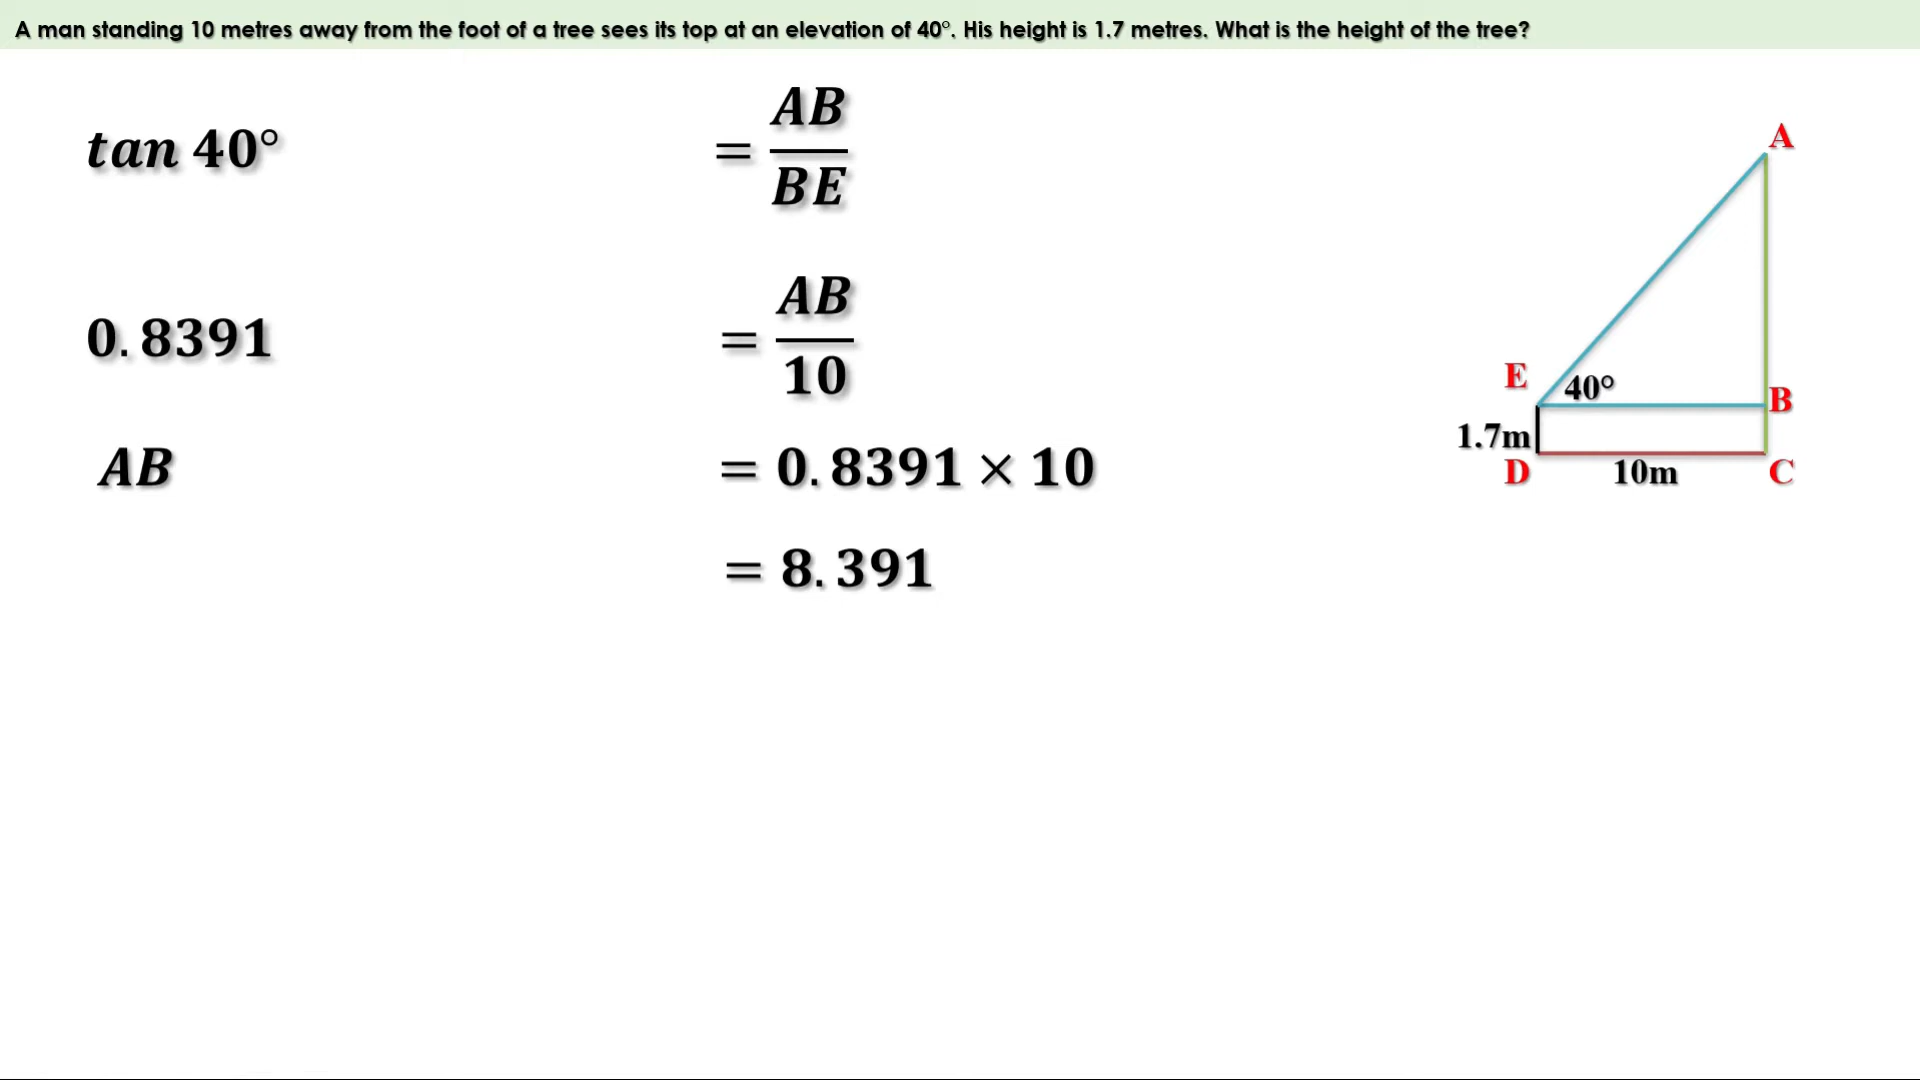 A man standing 10 metres away from the foot of a tree sees its top at an elevation of 40°. His height is 1.7 metres. What is the height of the tree?
tan 40° = AB/BE
0.8391 = AB/10
AB = 0.8391 × 10
= 8.391
A
E
40°
B
1.7m
D
10m
C